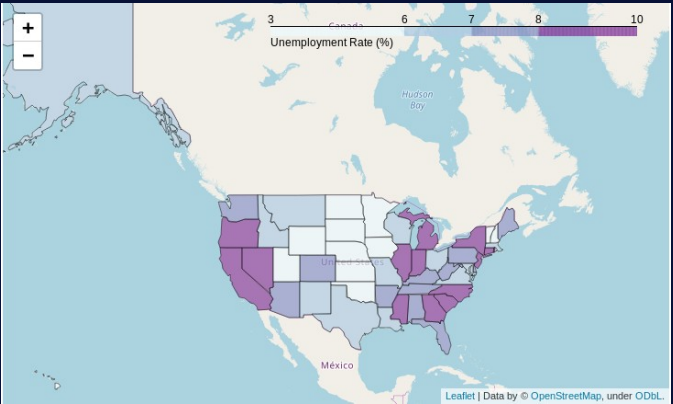 +
−
3 6 7 8 10
Canada
Unemployment Rate (%)
Hudson
Bay
United States
México
Leaflet | Data by © OpenStreetMap, under ODbL.